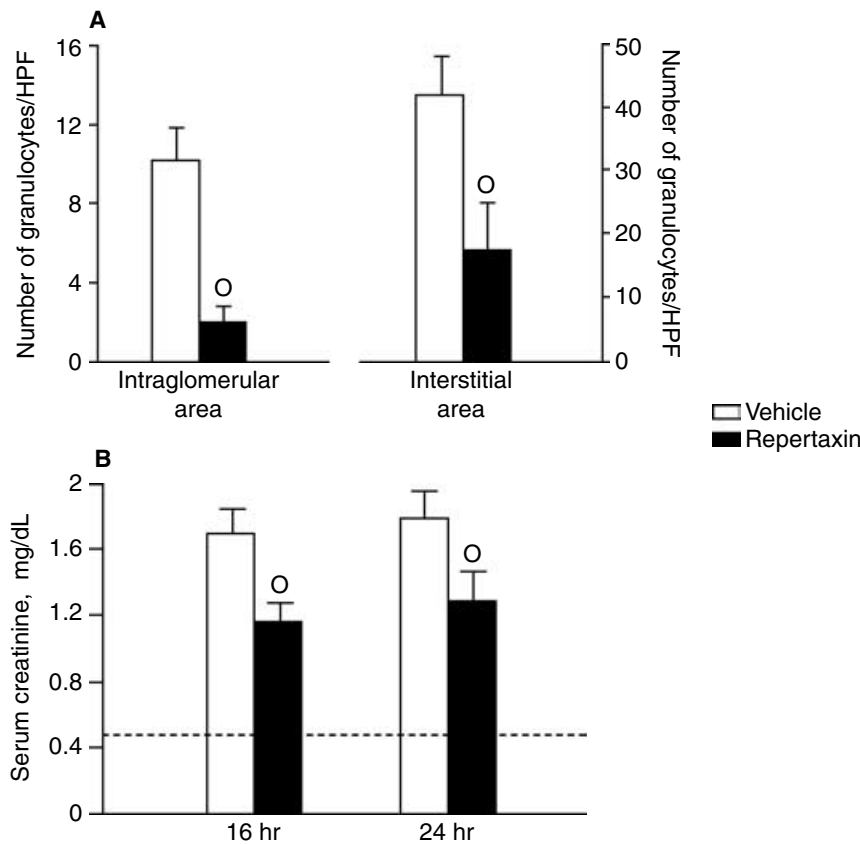 A
Number of granulocytes/HPF
16
12
8
4
0
O
Intraglomerular
area
O
Interstitial
area
50
40
30
20
10
0
Number of granulocytes/HPF
Vehicle
Repertaxin
B
Serum creatinine, mg/dL
2
1.6
1.2
0.8
0.4
0
O
O
16 hr
24 hr